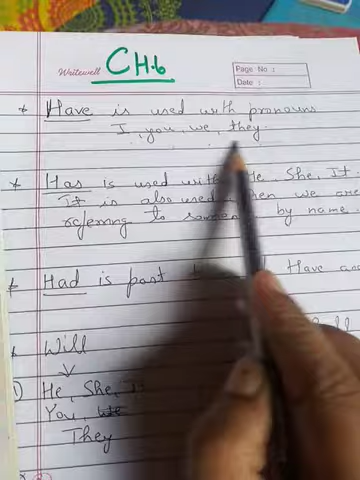 Writewell CH.6
Page No :
Date :
* Have is used with pronouns
I, you, we, they.
* Has is used with He, She, It.
It is also used when we are
referring to by name
* Had is past Have
* Will
1) He, She,
You, we
They